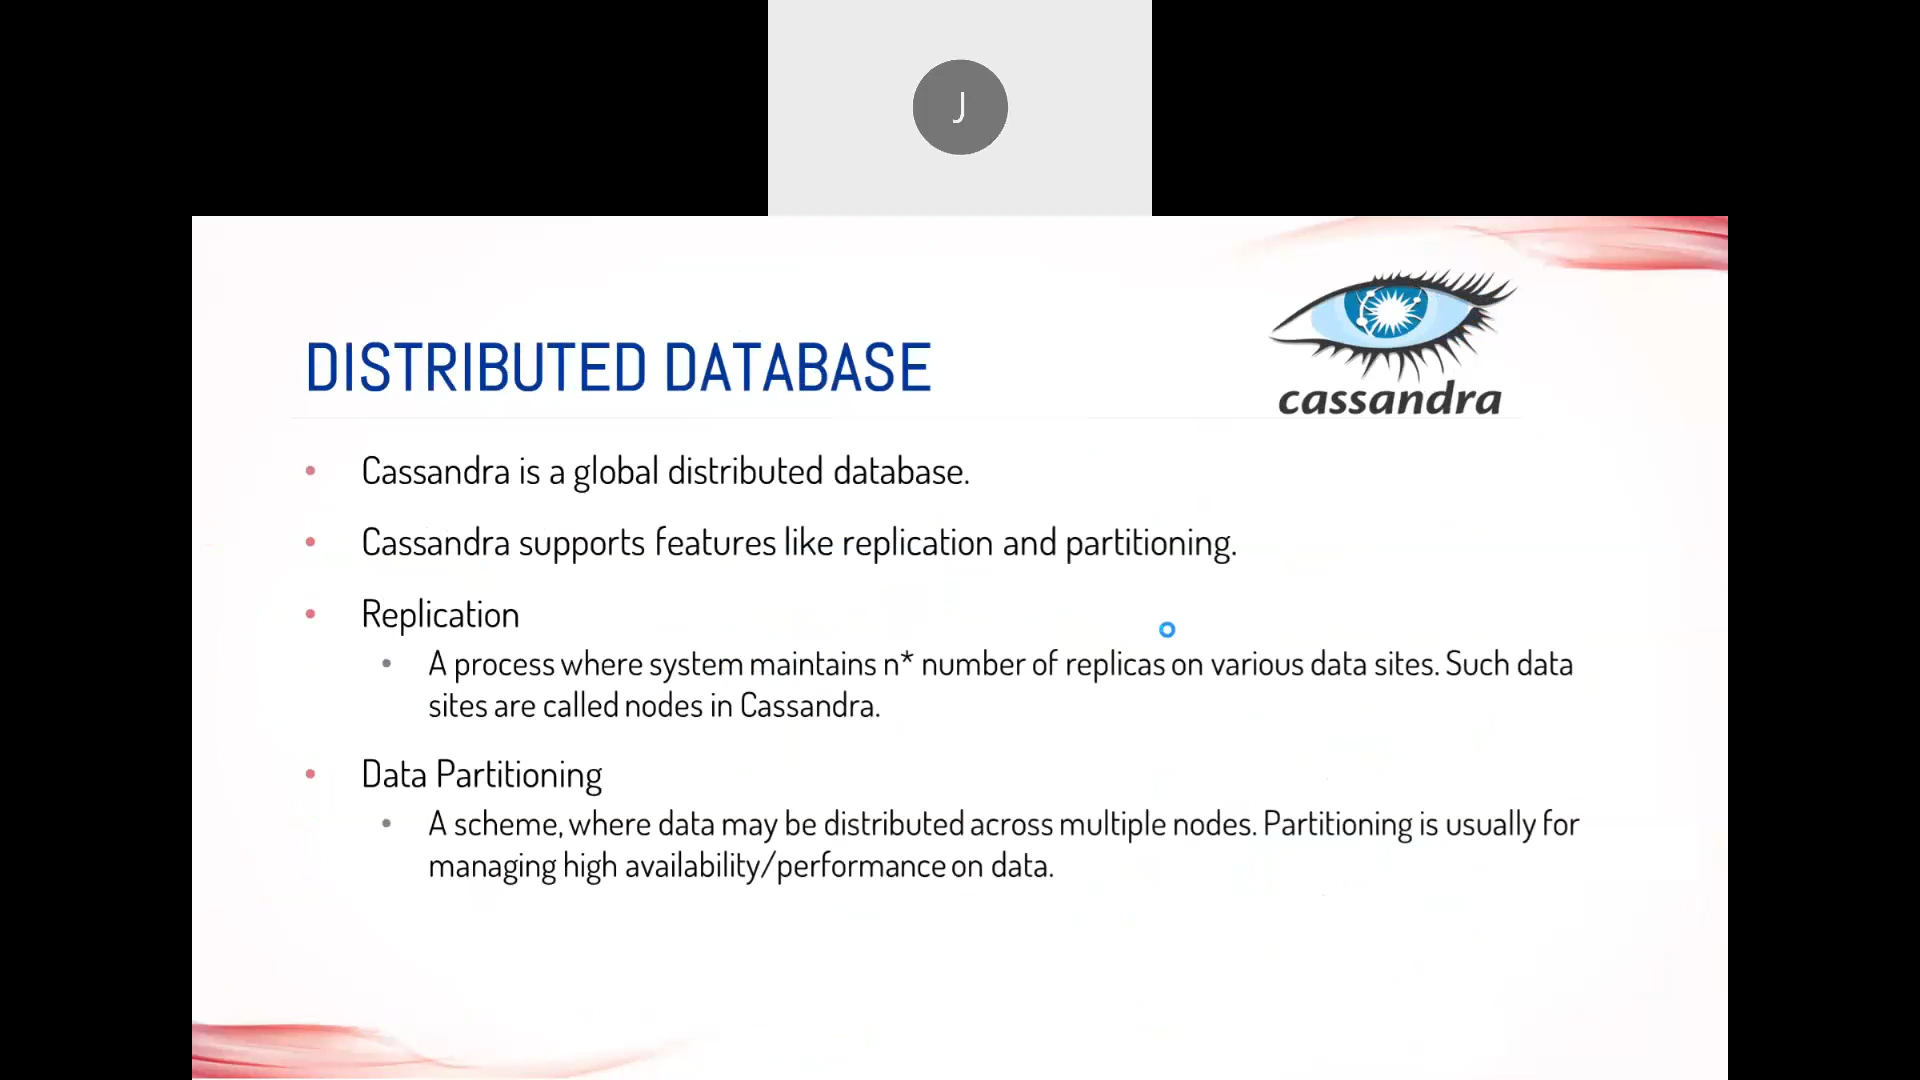 J
DISTRIBUTED DATABASE
cassandra
• Cassandra is a global distributed database.
• Cassandra supports features like replication and partitioning.
• Replication
• A process where system maintains n* number of replicas on various data sites. Such data
sites are called nodes in Cassandra.
• Data Partitioning
• A scheme, where data may be distributed across multiple nodes. Partitioning is usually for
managing high availability/performance on data.